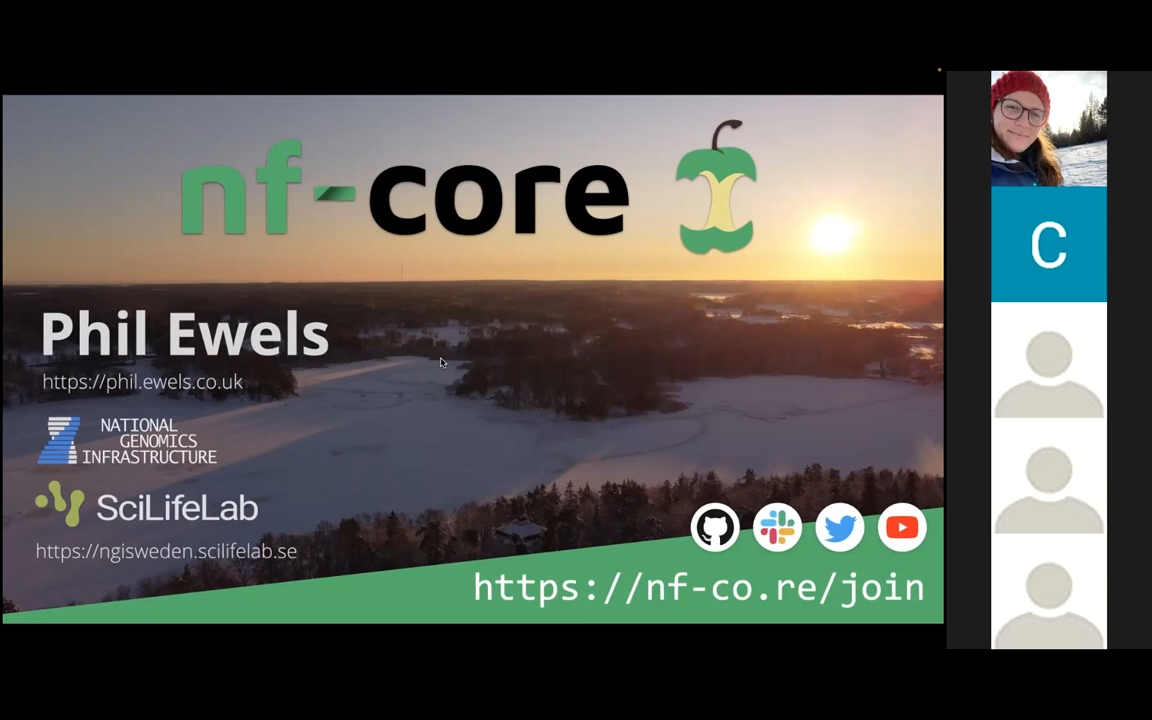 nf-core
Phil Ewels
https://phil.ewels.co.uk
NATIONAL
GENOMICS
INFRASTRUCTURE
SciLifeLab
https://ngisweden.scilifelab.se
https://nf-co.re/join
C